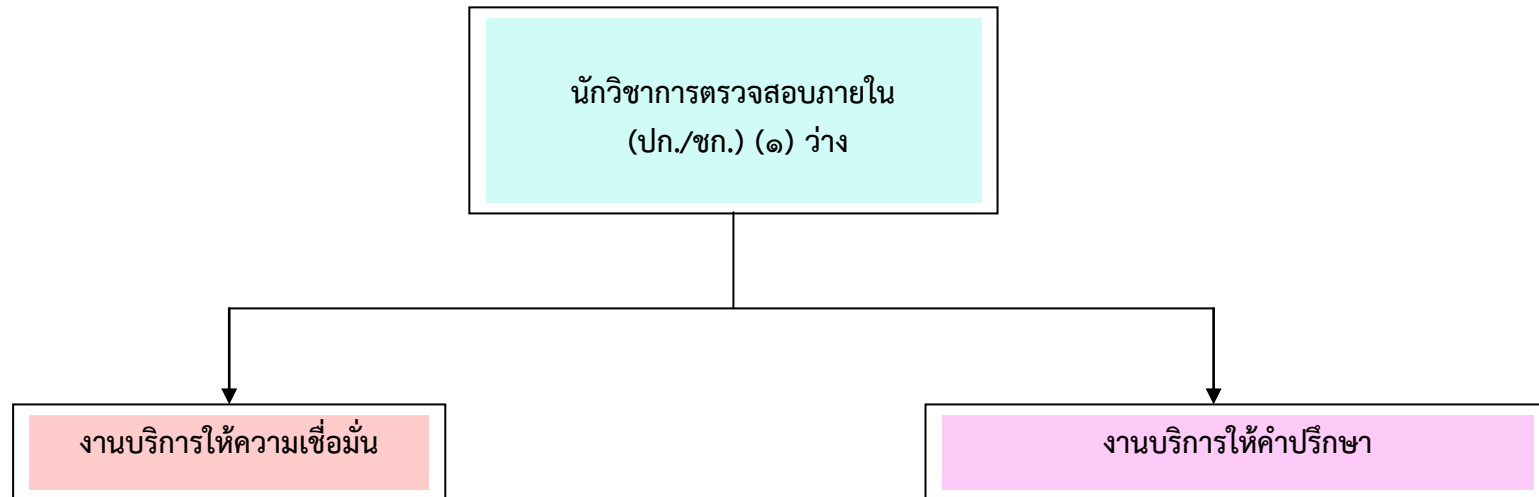 นักวิชาการตรวจสอบภายใน
(ปก./ชก.) (๑) ว่าง
งานบริการให้ความเชื่อมั่น
งานบริการให้คำปรึกษา